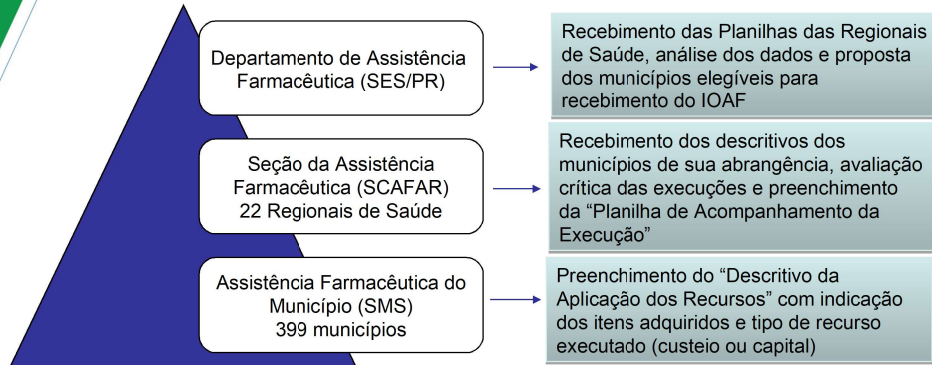 Departamento de Assistência
Farmacêutica (SES/PR)
Recebimento das Planilhas das Regionais
de Saúde, análise dos dados e proposta
dos municípios elegíveis para
recebimento do IOAF
Seção da Assistência
Farmacêutica (SCAFAR)
22 Regionais de Saúde
Recebimento dos descritivos dos
municípios de sua abrangência, avaliação
crítica das execuções e preenchimento
da “Planilha de Acompanhamento da
Execução”
Assistência Farmacêutica do
Município (SMS)
399 municípios
Preenchimento do “Descritivo da
Aplicação dos Recursos” com indicação
dos itens adquiridos e tipo de recurso
executado (custeio ou capital)